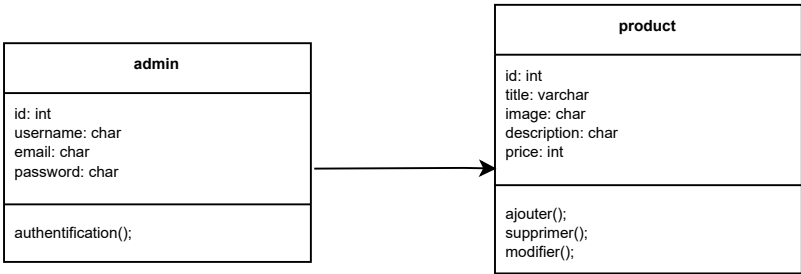 admin
id: int
username: char
email: char
password: char
authentification();
product
id: int
title: varchar
image: char
description: char
price: int
ajouter();
supprimer();
modifier();